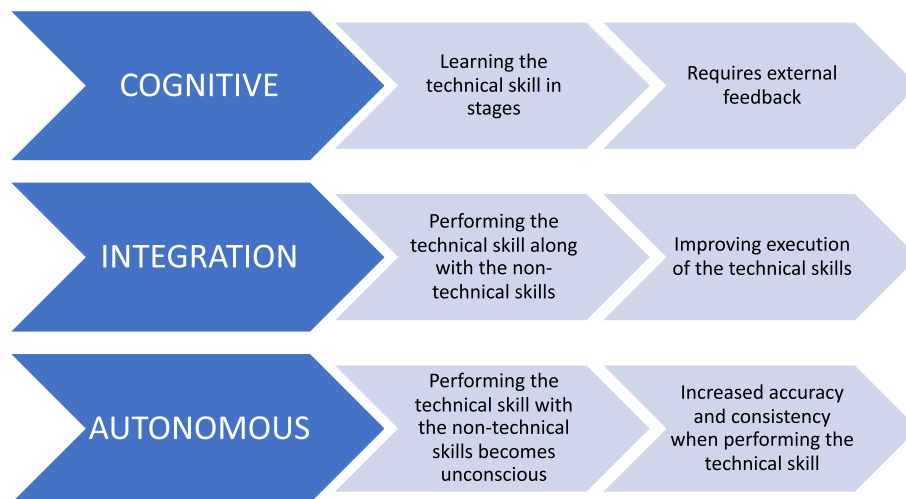 COGNITIVE
Learning the
technical skill in
stages
Requires external
feedback
INTEGRATION
Performing the
technical skill along
with the non-
technical skills
Improving execution
of the technical skills
AUTONOMOUS
Performing the
technical skill with
the non-technical
skills becomes
unconscious
Increased accuracy
and consistency
when performing the
technical skill